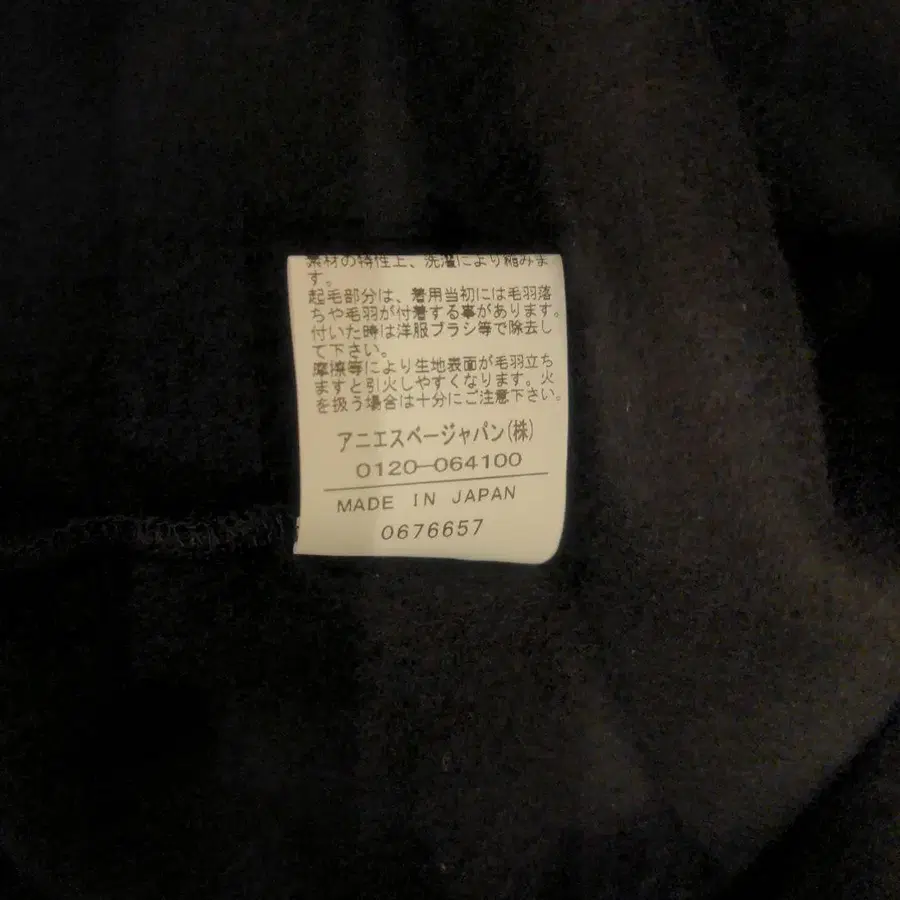 素材の特性上、洗濯により縮みま
す。
起毛部分は、着用当初には毛羽落
ちや毛羽が付着する事があります。
付いた時は洋服ブラシ等で除去し
て下さい。
摩擦等により生地表面が毛羽立ち
ますと引火しやすくなります。火
を扱う場合は十分にご注意下さい。
アニエスベージャパン(株)
0120-064100
MADE IN JAPAN
0676657